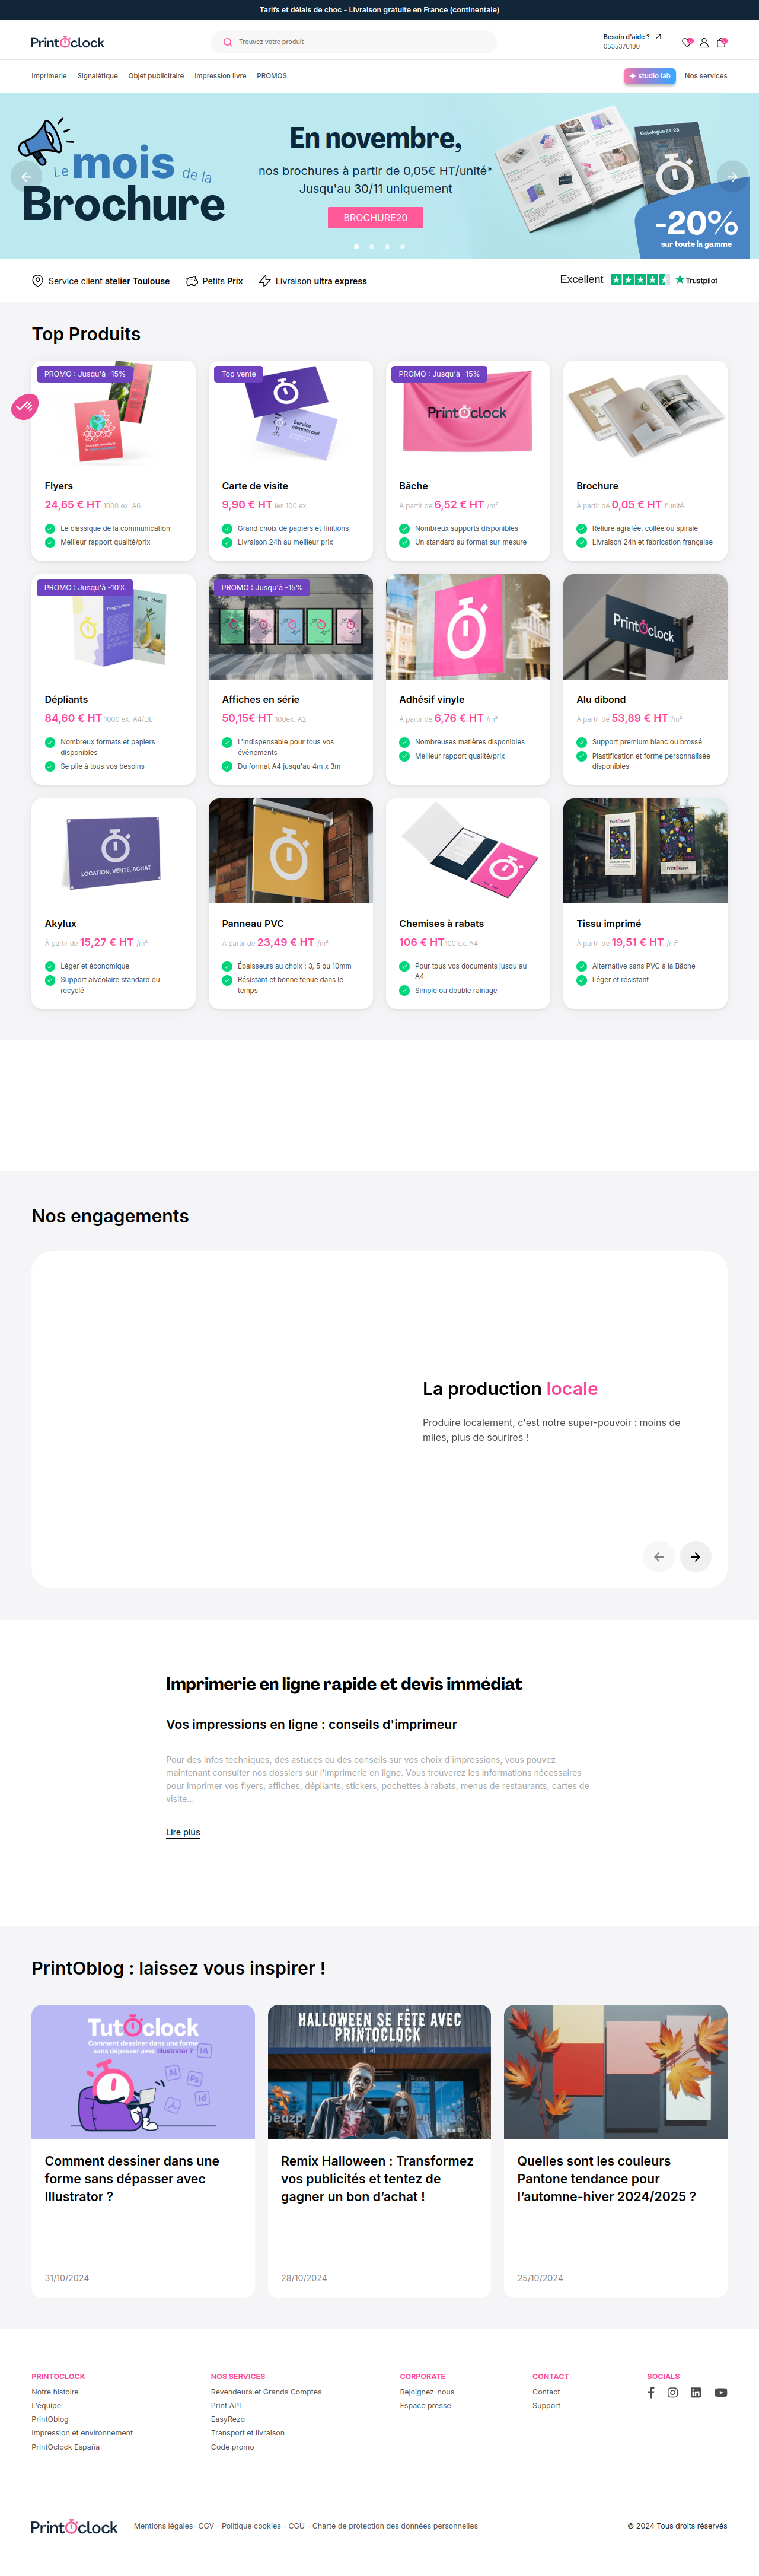 Tarifs et délais de choc - Livraison gratuite en France (continentale)
PrintOclock
Trouvez votre produit
Besoin d'aide ?
0535370180
Imprimerie
Signalétique
Objet publicitaire
Impression livre
PROMOS
studio lab
Nos services
Le mois de la
Brochure
En novembre,
nos brochures à partir de 0,05€ HT/unité*
Jusqu'au 30/11 uniquement
BROCHURE20
Catalogue 24-25
-20%
sur toute la gamme
Service client atelier Toulouse
Petits Prix
Livraison ultra express
Excellent
Trustpilot
Top Produits
PROMO : Jusqu'à -15%
Flyers
24,65 € HT 1000 ex. A6
Le classique de la communication
Meilleur rapport qualité/prix
Top vente
Service commercial
Carte de visite
9,90 € HT les 100 ex.
Grand choix de papiers et finitions
Livraison 24h au meilleur prix
PROMO : Jusqu'à -15%
PrintOclock
Bâche
À partir de 6,52 € HT /m²
Nombreux supports disponibles
Un standard au format sur-mesure
Brochure
À partir de 0,05 € HT l'unité
Reliure agrafée, collée ou spirale
Livraison 24h et fabrication française
PROMO : Jusqu'à -10%
Programme
PrintOclock
Dépliants
84,60 € HT 1000 ex. A4/DL
Nombreux formats et papiers
disponibles
Se plie à tous vos besoins
PROMO : Jusqu'à -15%
Affiches en série
50,15€ HT 100ex. A2
L'indispensable pour tous vos
événements
Du format A4 jusqu'au 4m x 3m
Adhésif vinyle
À partir de 6,76 € HT /m²
Nombreuses matières disponibles
Meilleur rapport qualité/prix
PrintOclock
Alu dibond
À partir de 53,89 € HT /m²
Support premium blanc ou brossé
Plastification et forme personnalisée
disponibles
LOCATION, VENTE, ACHAT
Akylux
À partir de 15,27 € HT /m²
Léger et économique
Support alvéolaire standard ou
recyclé
Panneau PVC
À partir de 23,49 € HT /m²
Épaisseurs au choix : 3, 5 ou 10mm
Résistant et bonne tenue dans le
temps
Chemises à rabats
106 € HT 100 ex. A4
Pour tous vos documents jusqu'au
A4
Simple ou double rainage
PrintOclock
PrintOclock
Tissu imprimé
À partir de 19,51 € HT /m²
Alternative sans PVC à la Bâche
Léger et résistant
Nos engagements
La production locale
Produire localement, c'est notre super-pouvoir : moins de
miles, plus de sourires !
Imprimerie en ligne rapide et devis immédiat
Vos impressions en ligne : conseils d'imprimeur
Pour des infos techniques, des astuces ou des conseils sur vos choix d'impressions, vous pouvez
maintenant consulter nos dossiers sur l'imprimerie en ligne. Vous trouverez les informations nécessaires
pour imprimer vos flyers, affiches, dépliants, stickers, pochettes à rabats, menus de restaurants, cartes de
visite...
Lire plus
PrintOblog : laissez vous inspirer !
TutOclock
Comment dessiner dans une forme
sans dépasser avec Illustrator ?
IA
Ai
Ps
Id
Comment dessiner dans une
forme sans dépasser avec
Illustrator ?
31/10/2024
HALLOWEEN SE FÊTE AVEC
PRINTOCLOCK
Remix Halloween : Transformez
vos publicités et tentez de
gagner un bon d’achat !
28/10/2024
Quelles sont les couleurs
Pantone tendance pour
l’automne-hiver 2024/2025 ?
25/10/2024
PRINTOCLOCK
Notre histoire
L'équipe
PrintOblog
Impression et environnement
PrintOclock España
NOS SERVICES
Revendeurs et Grands Comptes
Print API
EasyRezo
Transport et livraison
Code promo
CORPORATE
Rejoignez-nous
Espace presse
CONTACT
Contact
Support
SOCIALS
PrintOclock
Mentions légales- CGV - Politique cookies - CGU - Charte de protection des données personnelles
© 2024 Tous droits réservés